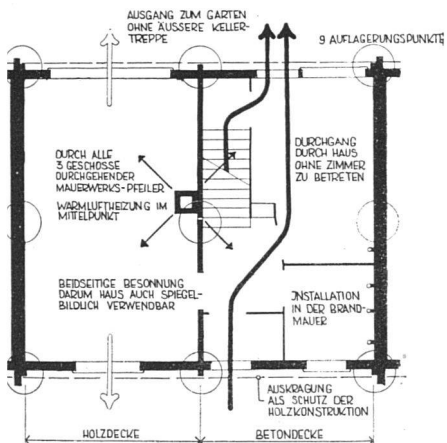 AUSGANG ZUM GARTEN
OHNE ÄUSSERE KELLER-
TREPPE
9 AUFLAGERUNGSPUNKTE
DURCH ALLE
3 GESCHOSSE
DURCHGEHENDER
MAUERWERKS-PFEILER
WARMLUFTHEIZUNG IM
MITTELPUNKT
DURCHGANG
DURCH HAUS
OHNE ZIMMER
ZU BETRETEN
BEIDSEITIGE BESONNUNG
DARUM HAUS AUCH SPIEGEL-
BILDLICH VERWENDBAR
INSTALLATION
IN DER BRAND-
MAUER
AUSKRAGUNG
ALS SCHUTZ DER
HOLZKONSTRUKTION
HOLZDECKE
BETONDECKE